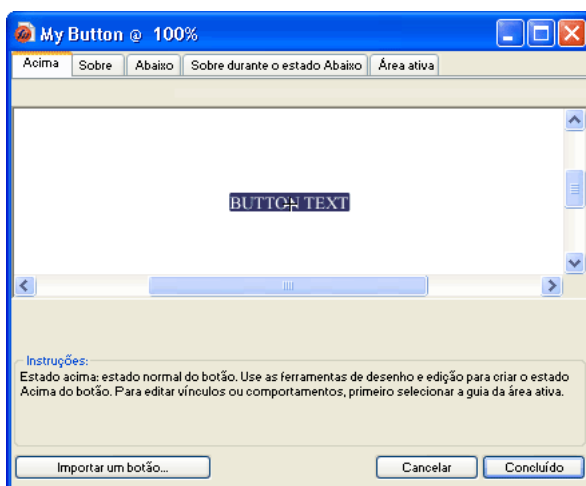 My Button @ 100%
Acima Sobre Abaixo Sobre durante o estado Abaixo Área ativa
BUTTON TEXT
Instruções:
Estado acima: estado normal do botão. Use as ferramentas de desenho e edição para criar o estado
Acima do botão. Para editar vínculos ou comportamentos, primeiro selecionar a guia da área ativa.
Importar um botão... Cancelar Concluído